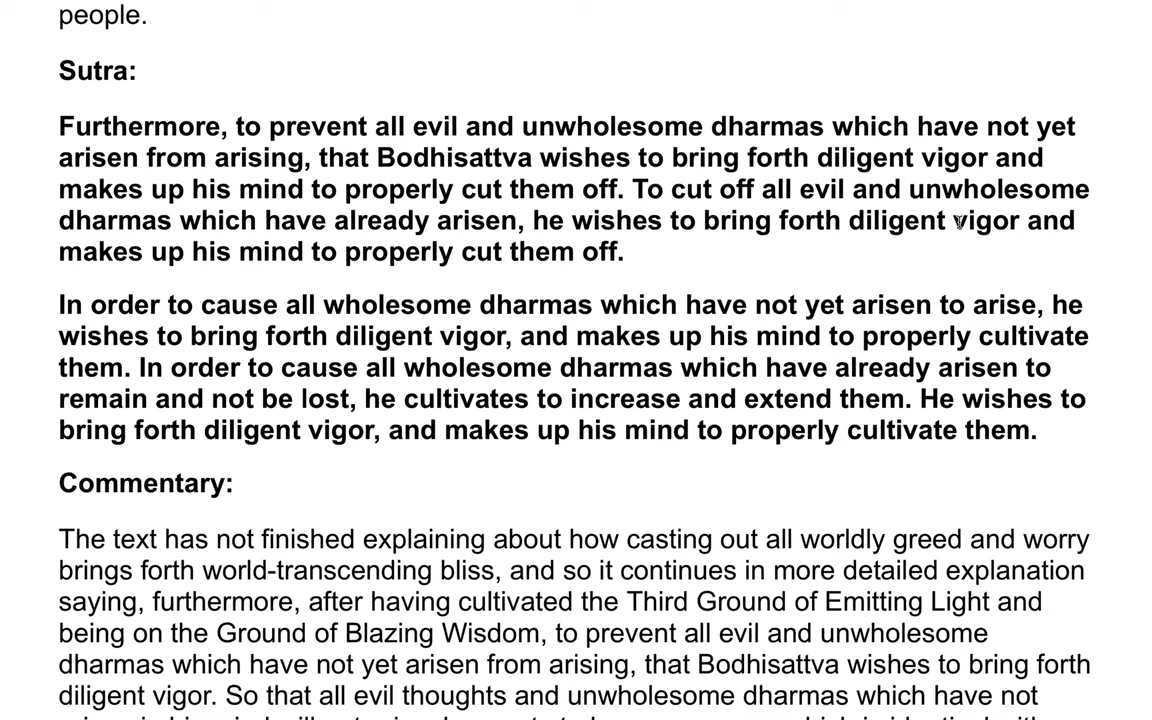 people.
Sutra:
Furthermore, to prevent all evil and unwholesome dharmas which have not yet
arisen from arising, that Bodhisattva wishes to bring forth diligent vigor and
makes up his mind to properly cut them off. To cut off all evil and unwholesome
dharmas which have already arisen, he wishes to bring forth diligent vigor and
makes up his mind to properly cut them off.
In order to cause all wholesome dharmas which have not yet arisen to arise, he
wishes to bring forth diligent vigor, and makes up his mind to properly cultivate
them. In order to cause all wholesome dharmas which have already arisen to
remain and not be lost, he cultivates to increase and extend them. He wishes to
bring forth diligent vigor, and makes up his mind to properly cultivate them.
Commentary:
The text has not finished explaining about how casting out all worldly greed and worry
brings forth world-transcending bliss, and so it continues in more detailed explanation
saying, furthermore, after having cultivated the Third Ground of Emitting Light and
being on the Ground of Blazing Wisdom, to prevent all evil and unwholesome
dharmas which have not yet arisen from arising, that Bodhisattva wishes to bring forth
diligent vigor. So that all evil thoughts and unwholesome dharmas which have not